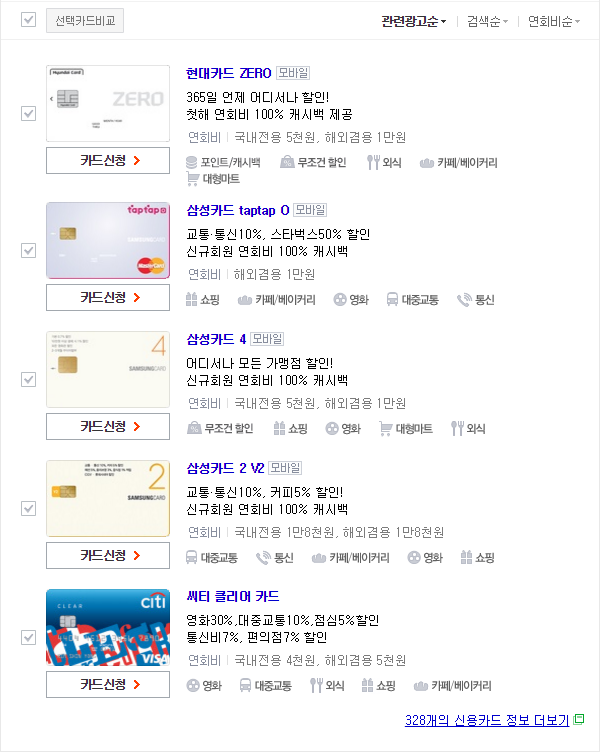 선택카드비교
관련광고순 검색순 연회비순
HyundaiCard
ZERO
현대카드 ZERO 모바일
365일 언제 어디서나 할인!
첫해 연회비 100% 캐시백 제공
연회비 국내전용 5천원, 해외겸용 1만원
카드신청
포인트/캐시백 무조건 할인 외식 카페/베이커리
대형마트
taptap O
SAMSUNGCARD
MasterCard
삼성카드 taptap O 모바일
교통·통신10%, 스타벅스50% 할인
신규회원 연회비 100% 캐시백
연회비 해외겸용 1만원
카드신청
쇼핑 카페/베이커리 영화 대중교통 통신
4
SAMSUNGCARD
삼성카드 4 모바일
어디서나 모든 가맹점 할인!
신규회원 연회비 100% 캐시백
연회비 국내전용 5천원, 해외겸용 1만원
카드신청
무조건 할인 쇼핑 영화 대형마트 외식
2
SAMSUNGCARD
삼성카드 2 V2 모바일
교통·통신10%, 커피5% 할인!
신규회원 연회비 100% 캐시백
연회비 국내전용 1만8천원, 해외겸용 1만8천원
카드신청
대중교통 통신 카페/베이커리 영화 쇼핑
CLEAR
citi
VISA
씨티 클리어 카드
영화30%,대중교통10%,점심5%할인
통신비7%, 편의점7% 할인
연회비 국내전용 4천원, 해외겸용 5천원
카드신청
영화 대중교통 외식 쇼핑 카페/베이커리
328개의 신용카드 정보 더보기